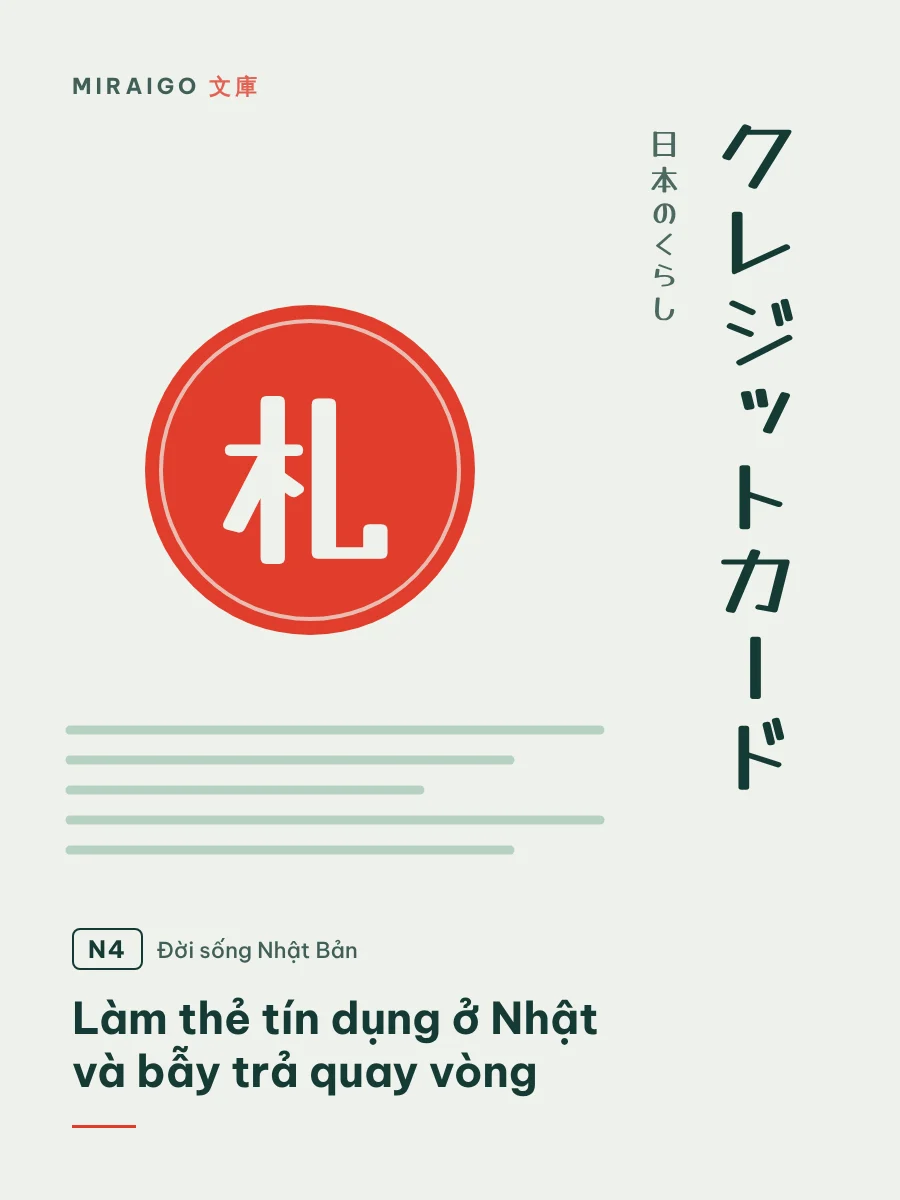 MIRAIGO 文庫
クレジットカード
日本のくらし
札
N4 Đời sống Nhật Bản
Làm thẻ tín dụng ở Nhật
và bẫy trả quay vòng